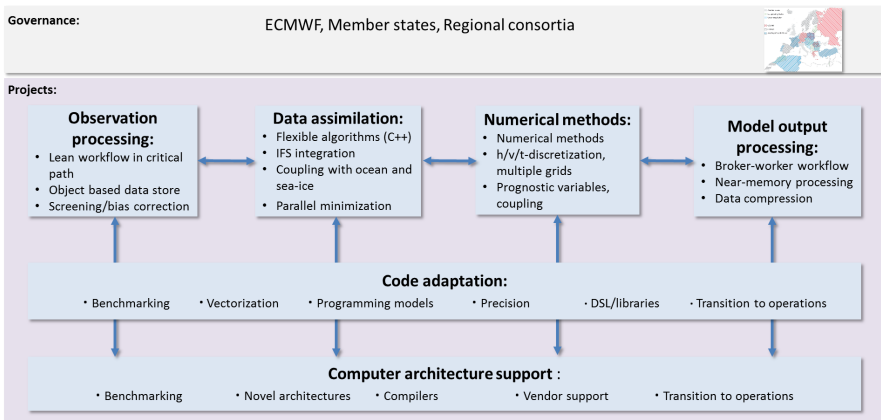 Governance:
ECMWF, Member states, Regional consortia
Projects:
Observation
processing:
• Lean workflow in critical
path
• Object based data store
• Screening/bias correction
Data assimilation:
• Flexible algorithms (C++)
• IFS integration
• Coupling with ocean and
sea-ice
• Parallel minimization
Numerical methods:
• Numerical methods
• h/v/t-discretization,
multiple grids
• Prognostic variables,
coupling
Model output
processing:
• Broker-worker workflow
• Near-memory processing
• Data compression
Code adaptation:
• Benchmarking • Vectorization • Programming models • Precision • DSL/libraries • Transition to operations
Computer architecture support :
• Benchmarking • Novel architectures • Compilers • Vendor support • Transition to operations